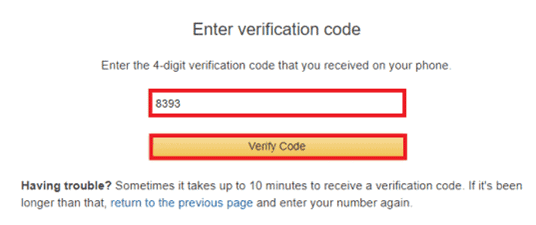 Enter verification code
Enter the 4-digit verification code that you received on your phone.
8393
Verify Code
Having trouble? Sometimes it takes up to 10 minutes to receive a verification code. If it's been
longer than that, return to the previous page and enter your number again.